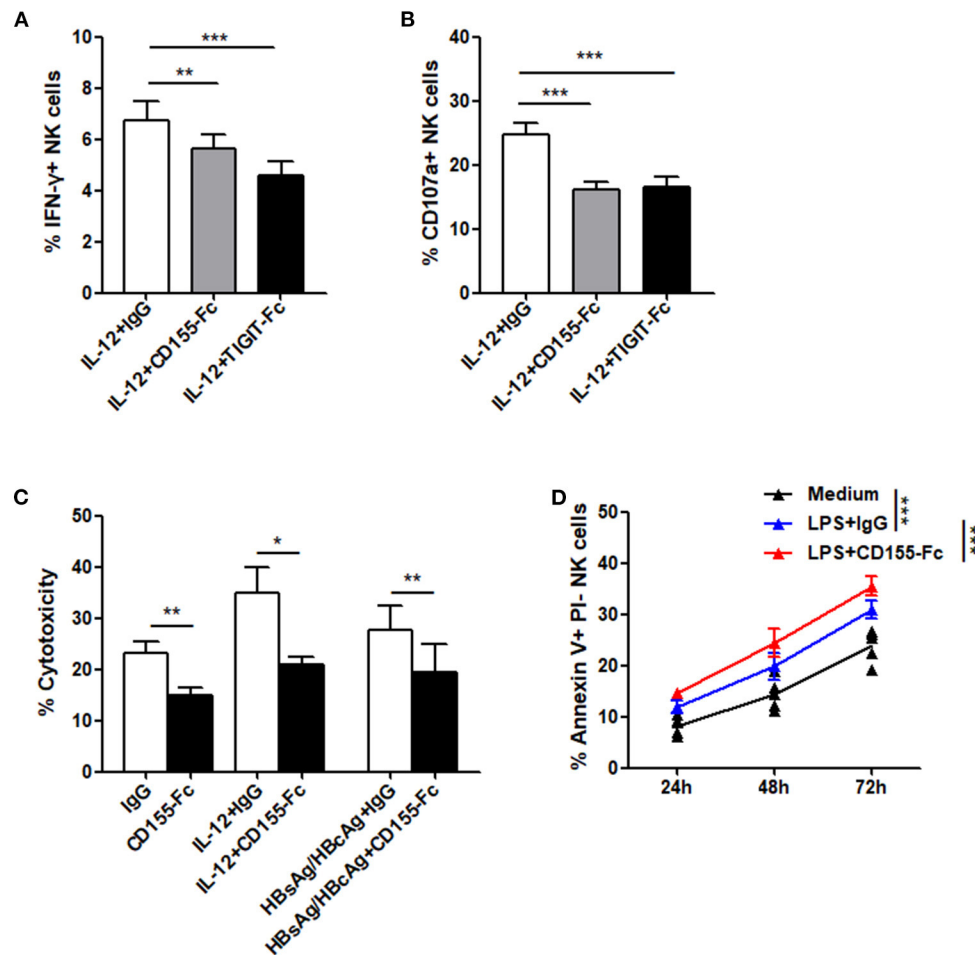 A
% IFN-γ+ NK cells
10
8
6
4
2
0
***
**
IL-12+IgG
IL-12+CD155-Fc
IL-12+TIGIT-Fc
B
% CD107a+ NK cells
40
30
20
10
0
***
***
IL-12+IgG
IL-12+CD155-Fc
IL-12+TIGIT-Fc
C
% Cytotoxicity
50
40
30
20
10
0
**
*
**
IgG
CD155-Fc
IL-12+IgG
IL-12+CD155-Fc
HBsAg/HBcAg+IgG
HBsAg/HBcAg+CD155-Fc
D
Medium
LPS+IgG
LPS+CD155-Fc
***
***
% Annexin V+ PI- NK cells
50
40
30
20
10
0
24h
48h
72h